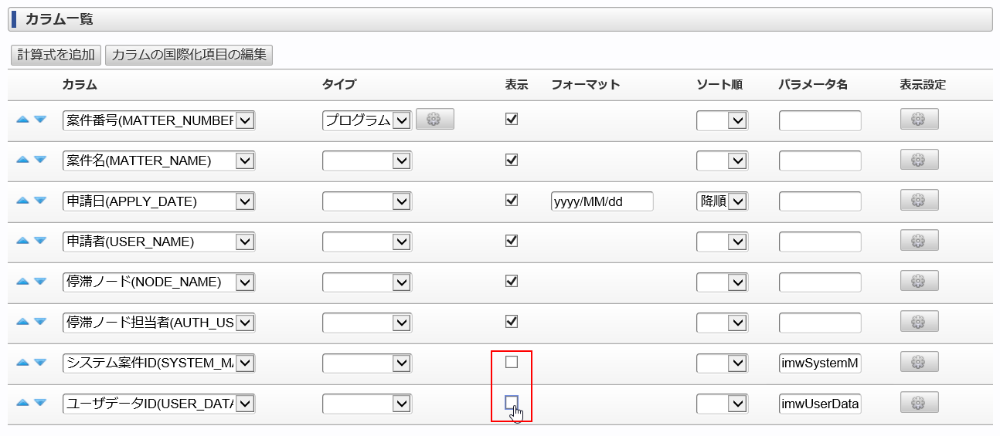 カラム一覧
計算式を追加 カラムの国際化項目の編集
カラム タイプ 表示 フォーマット ソート順 パラメータ名 表示設定
案件番号(MATTER_NUMBER プログラム
案件名(MATTER_NAME)
申請日(APPLY_DATE) yyyy/MM/dd 降順
申請者(USER_NAME)
停滞ノード(NODE_NAME)
停滞ノード担当者(AUTH_US
システム案件ID(SYSTEM_MA imwSystemM
ユーザデータID(USER_DATA imwUserData